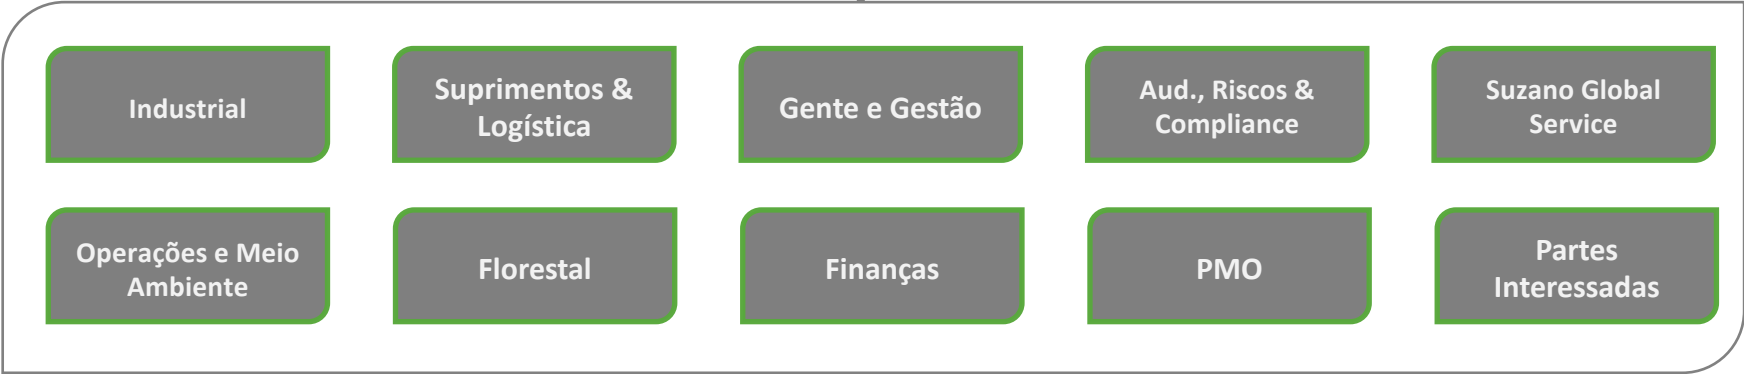 Industrial
Suprimentos &
Logística
Gente e Gestão
Aud., Riscos &
Compliance
Suzano Global
Service
Operações e Meio
Ambiente
Florestal
Finanças
PMO
Partes
Interessadas